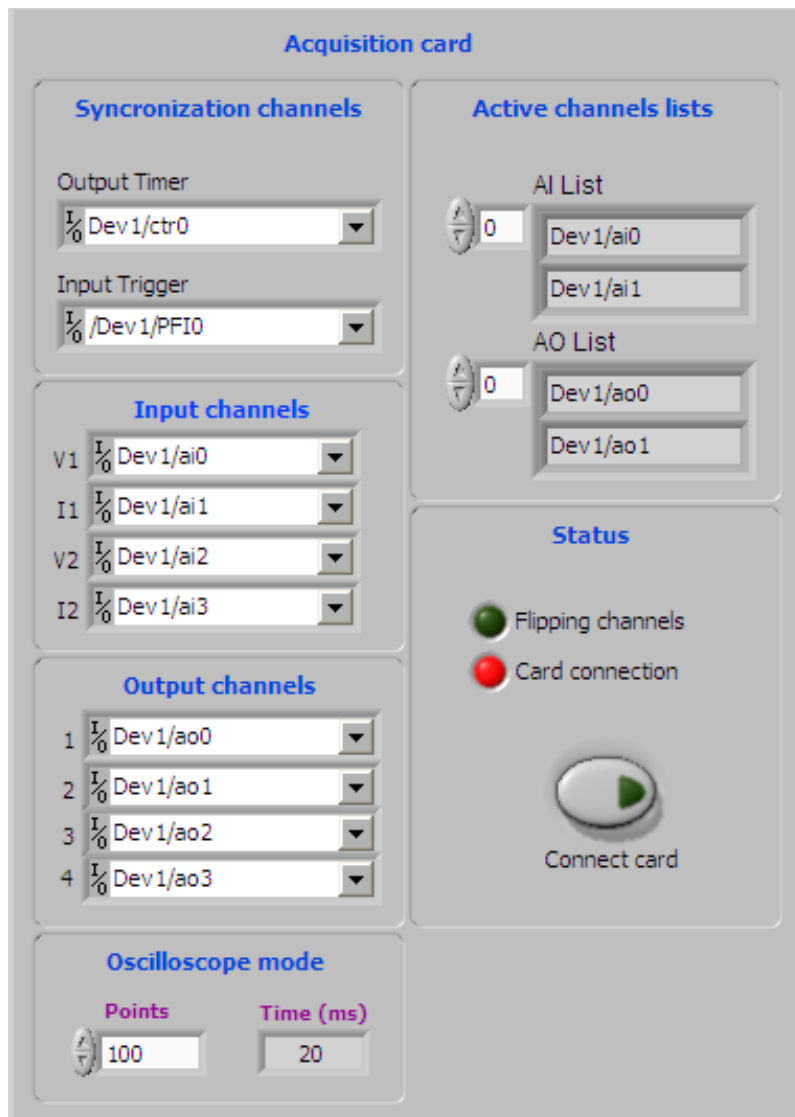 Acquisition card
Syncronization channels
Output Timer
I/O Dev1/ctr0
Input Trigger
I/O /Dev1/PFI0
Input channels
V1 I/O Dev1/ai0
I1 I/O Dev1/ai1
V2 I/O Dev1/ai2
I2 I/O Dev1/ai3
Output channels
1 I/O Dev1/ao0
2 I/O Dev1/ao1
3 I/O Dev1/ao2
4 I/O Dev1/ao3
Oscilloscope mode
Points Time (ms)
100 20
Active channels lists
AI List
0 Dev1/ai0
Dev1/ai1
AO List
0 Dev1/ao0
Dev1/ao1
Status
Flipping channels
Card connection
Connect card